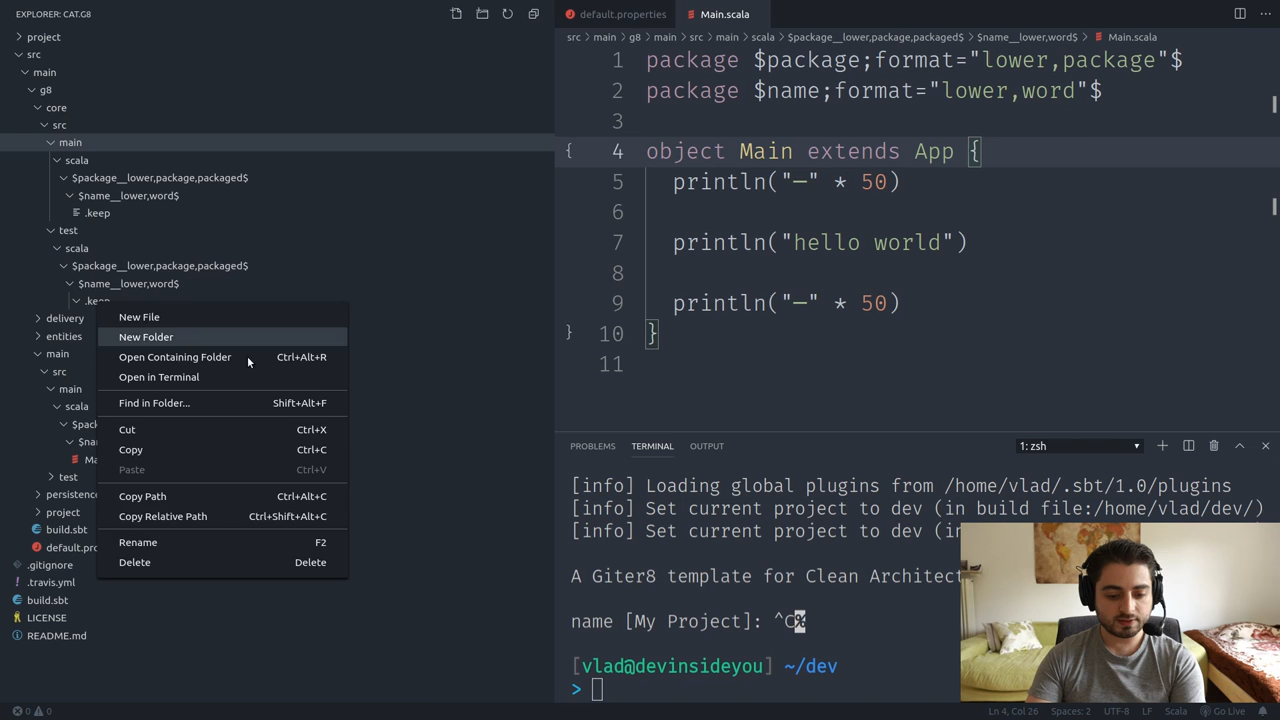 EXPLORER: CAT.G8
project
src
main
g8
core
src
main
scala
$package__lower,package,packaged$
$name__lower,word$
.keep
test
scala
$package__lower,package,packaged$
$name__lower,word$
.keep
delivery
entities
main
src
main
scala
$pack
$na
Ma
test
persistence
project
build.sbt
default.pro
.gitignore
.travis.yml
build.sbt
LICENSE
README.md
New File
New Folder
Open Containing Folder Ctrl+Alt+R
Open in Terminal
Find in Folder... Shift+Alt+F
Cut Ctrl+X
Copy Ctrl+C
Paste Ctrl+V
Copy Path Ctrl+Alt+C
Copy Relative Path Ctrl+Shift+Alt+C
Rename F2
Delete Delete
default.properties Main.scala
src > main > g8 > main > src > main > scala > $package__lower,package,packaged$ > $name__lower,word$ > Main.scala
1 package $package;format="lower,package"$
2 package $name;format="lower,word"$
3
4 object Main extends App {
5 println("—" * 50)
6
7 println("hello world")
8
9 println("—" * 50)
10 }
11
PROBLEMS TERMINAL OUTPUT 1: zsh
[info] Loading global plugins from /home/vlad/.sbt/1.0/plugins
[info] Set current project to dev (in build file:/home/vlad/dev/)
[info] Set current project to dev (in
A Giter8 template for Clean Architec
name [My Project]: ^C%
[vlad@devinsideyou] ~/dev
>
0 0 Ln 4, Col 26 Spaces: 2 UTF-8 LF Scala Go Live